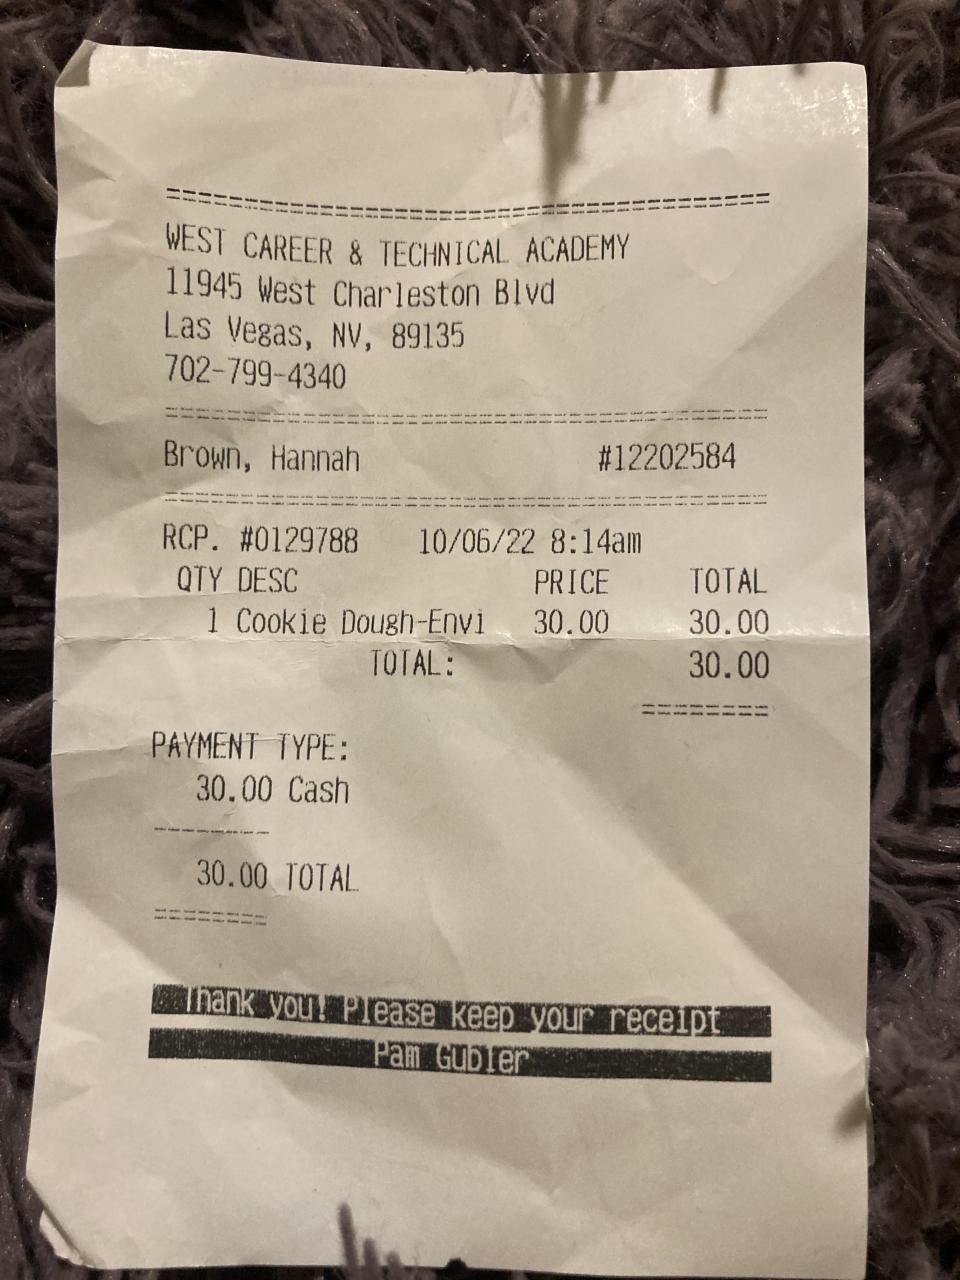 WEST CAREER & TECHNICAL ACADEMY
11945 West Charleston Blvd
Las Vegas, NV, 89135
702-799-4340
Brown, Hannah #12202584
RCP. #0129788 10/06/22 8:14am
QTY DESC PRICE TOTAL
1 Cookie Dough-Envi 30.00 30.00
TOTAL: 30.00
PAYMENT TYPE:
30.00 Cash
30.00 TOTAL
Thank you! Please keep your receipt
Pam Gubler